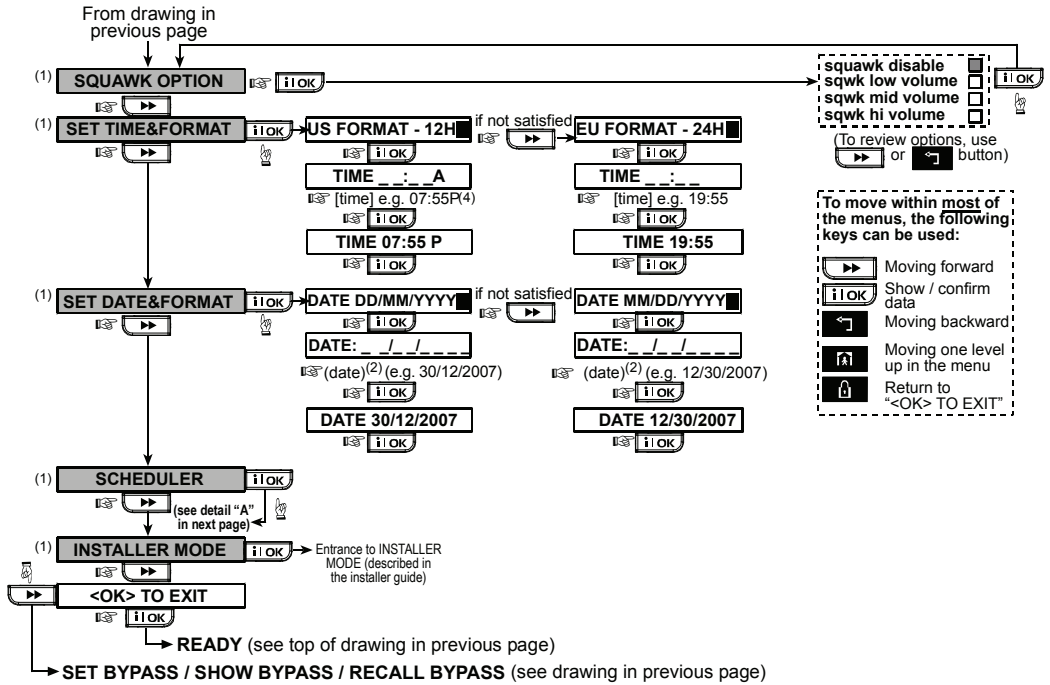 From drawing in
previous page
(1) SQUAWK OPTION i OK
squawk disable
sqwk low volume
sqwk mid volume
sqwk hi volume
i OK
(To review options, use
or button)
(1) SET TIME&FORMAT i OK
US FORMAT - 12H
if not satisfied
EU FORMAT - 24H
i OK
i OK
TIME _ _:_ _A
TIME _ _:_ _
[time] e.g. 07:55P(4)
[time] e.g. 19:55
i OK
i OK
TIME 07:55 P
TIME 19:55
i OK
i OK
To move within most of
the menus, the following
keys can be used:
Moving forward
i OK Show / confirm
data
Moving backward
Moving one level
up in the menu
Return to
"<OK> TO EXIT"
(1) SET DATE&FORMAT i OK
DATE DD/MM/YYYY
if not satisfied
DATE MM/DD/YYYY
i OK
i OK
DATE: _ _/_ _/_ _ _ _
DATE:_ _/_ _/_ _ _ _
(date)(2) (e.g. 30/12/2007)
(date)(2) (e.g. 12/30/2007)
i OK
i OK
DATE 30/12/2007
DATE 12/30/2007
i OK
i OK
(1) SCHEDULER i OK
(see detail “A”
in next page)
(1) INSTALLER MODE i OK
Entrance to INSTALLER
MODE (described in
the installer guide)
<OK> TO EXIT
i OK
READY (see top of drawing in previous page)
SET BYPASS / SHOW BYPASS / RECALL BYPASS (see drawing in previous page)